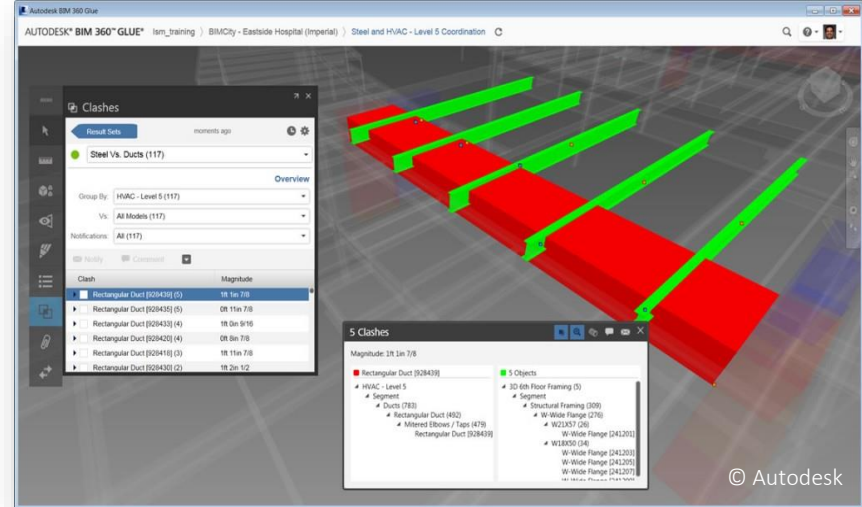 Autodesk BIM 360 Glue
AUTODESK® BIM 360™ GLUE® lsm_training BIMCity - Eastside Hospital (Imperial) Steel and HVAC - Level 5 Coordination
Clashes
Result Sets moments ago
Steel Vs. Ducts (117)
Overview
Group By: HVAC - Level 5 (117)
Vs: All Models (117)
Notifications: All (117)
Notify Comment
Clash Magnitude
Rectangular Duct [928439] (5) 1ft 1in 7/8
Rectangular Duct [928435] (5) 0ft 11in 7/8
Rectangular Duct [928433] (4) 1ft 0in 9/16
Rectangular Duct [928420] (4) 0ft 8in 7/8
Rectangular Duct [928418] (3) 1ft 11in 7/8
Rectangular Duct [928430] (2) 1ft 2in 1/2
5 Clashes
Magnitude: 1ft 1in 7/8
Rectangular Duct [928439]
HVAC - Level 5
Segment
Ducts (783)
Rectangular Duct (492)
Mitered Elbows / Taps (479)
Rectangular Duct [928439]
5 Objects
3D 6th Floor Framing (5)
Segment
Structural Framing (309)
W-Wide Flange (276)
W21X57 (26)
W-Wide Flange [241201]
W18X50 (34)
W-Wide Flange [241203]
W-Wide Flange [241205]
W-Wide Flange [241207]
© Autodesk